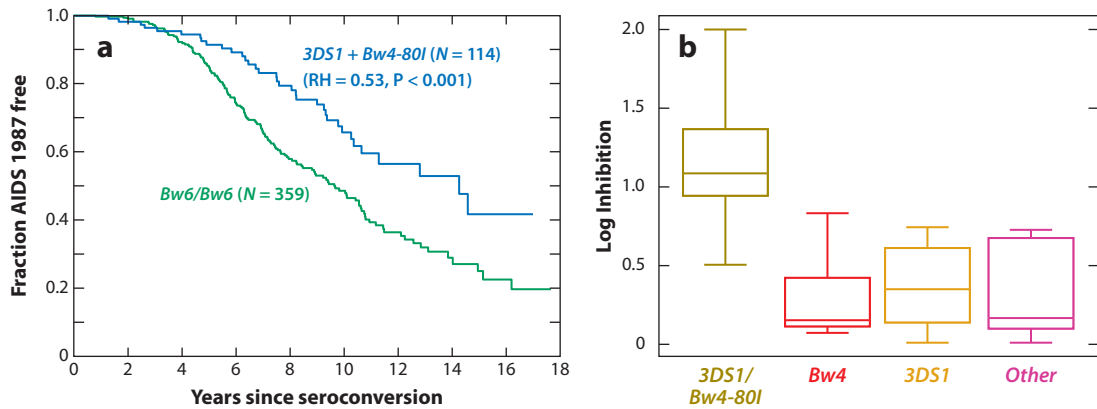 a
3DS1 + Bw4-80I (N = 114)
(RH = 0.53, P < 0.001)
Bw6/Bw6 (N = 359)
Fraction AIDS 1987 free
1.0
0.8
0.6
0.4
0.2
0
0 2 4 6 8 10 12 14 16 18
Years since seroconversion
b
Log Inhibition
2.0
1.5
1.0
0.5
0
3DS1/
Bw4-80I
Bw4
3DS1
Other